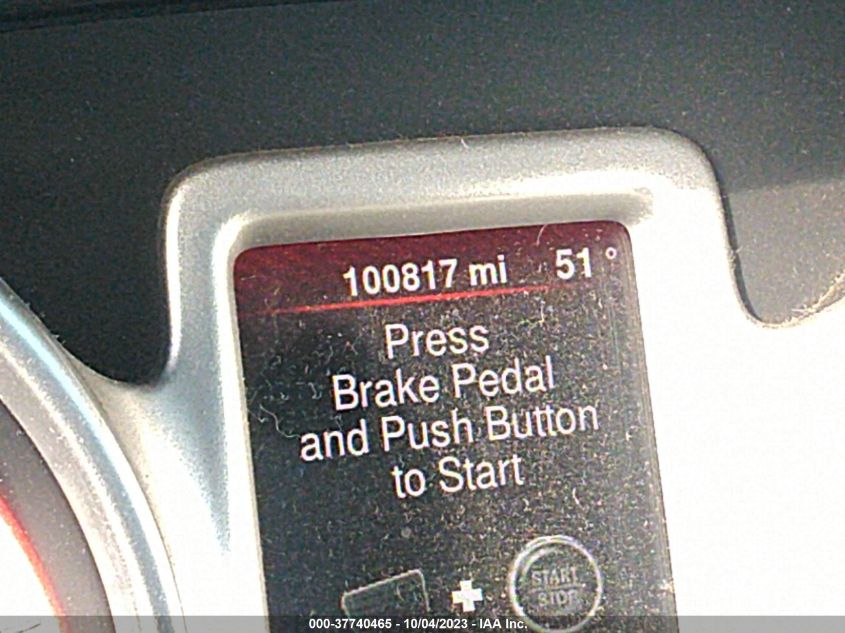 100817 mi 51°
Press
Brake Pedal
and Push Button
to Start
START
STOP
000-37740465 - 10/04/2023 - IAA Inc.